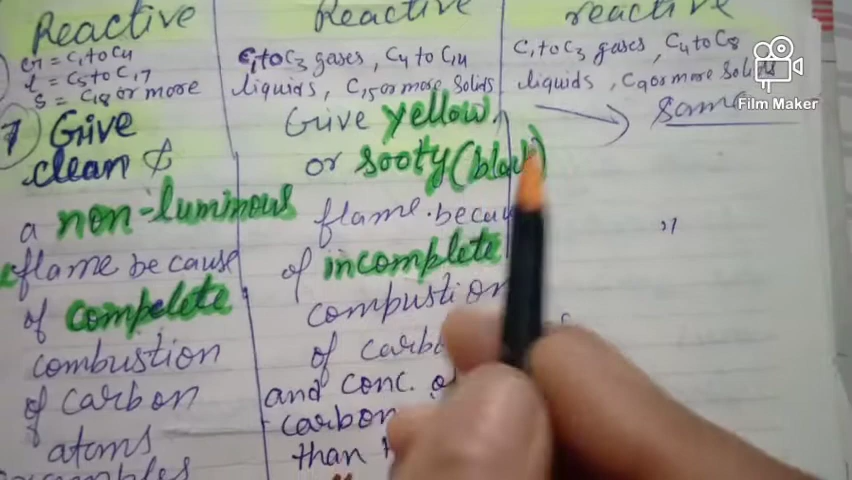 Reactive
g = C1 to C4
l = C5 to C17
S = C18 or more
7 Give
clean &
a non-luminous
flame because
of complete
combustion
of carbon
atoms
Reactive
C1 to C3 gases, C4 to C14
liquids, C15 or more Solids
Give yellow
or sooty (black)
flame. becau
of incomplete
combustion
of carbo
and conc. of
carbon
than
reactive
C1 to C3 gases, C4 to C8
liquids, C9 or more Sol
Same
"
Film Maker